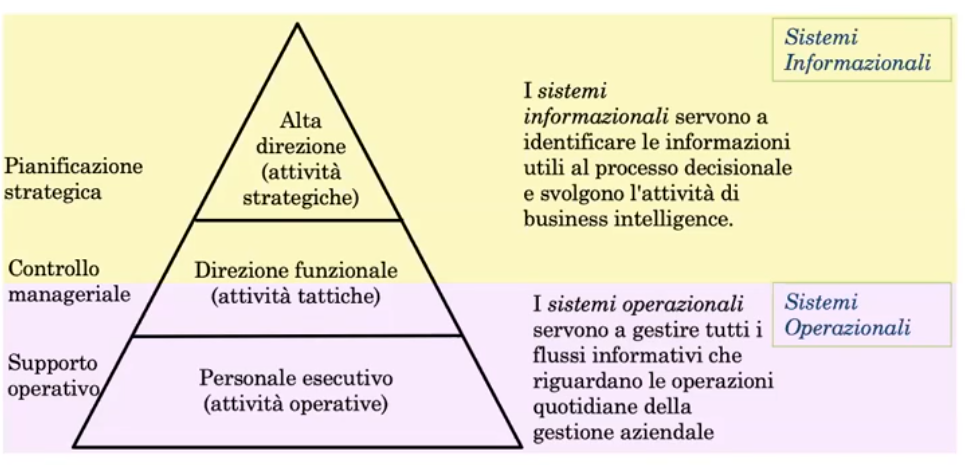 Sistemi
Informazionali
Alta
direzione
(attività
strategiche)
Pianificazione
strategica
I sistemi
informazionali servono a
identificare le informazioni
utili al processo decisionale
e svolgono l'attività di
business intelligence.
Controllo
manageriale
Direzione funzionale
(attività tattiche)
Sistemi
Operazionali
I sistemi operazionali
servono a gestire tutti i
flussi informativi che
riguardano le operazioni
quotidiane della
gestione aziendale
Supporto
operativo
Personale esecutivo
(attività operative)